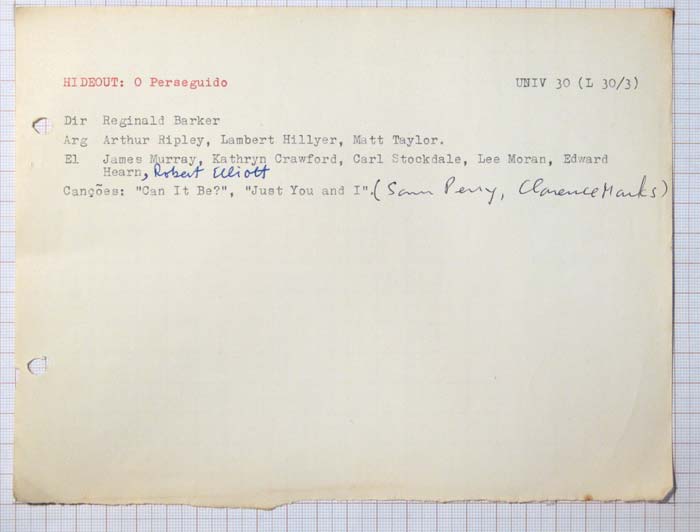 HIDEOUT: O Perseguido UNIV 30 (L 30/3)
Dir Reginald Barker
Arg Arthur Ripley, Lambert Hillyer, Matt Taylor.
El James Murray, Kathryn Crawford, Carl Stockdale, Lee Moran, Edward
Hearn, Robert Elliott
Canções: "Can It Be?", "Just You and I". (Sam Perry, Clarence Marks)